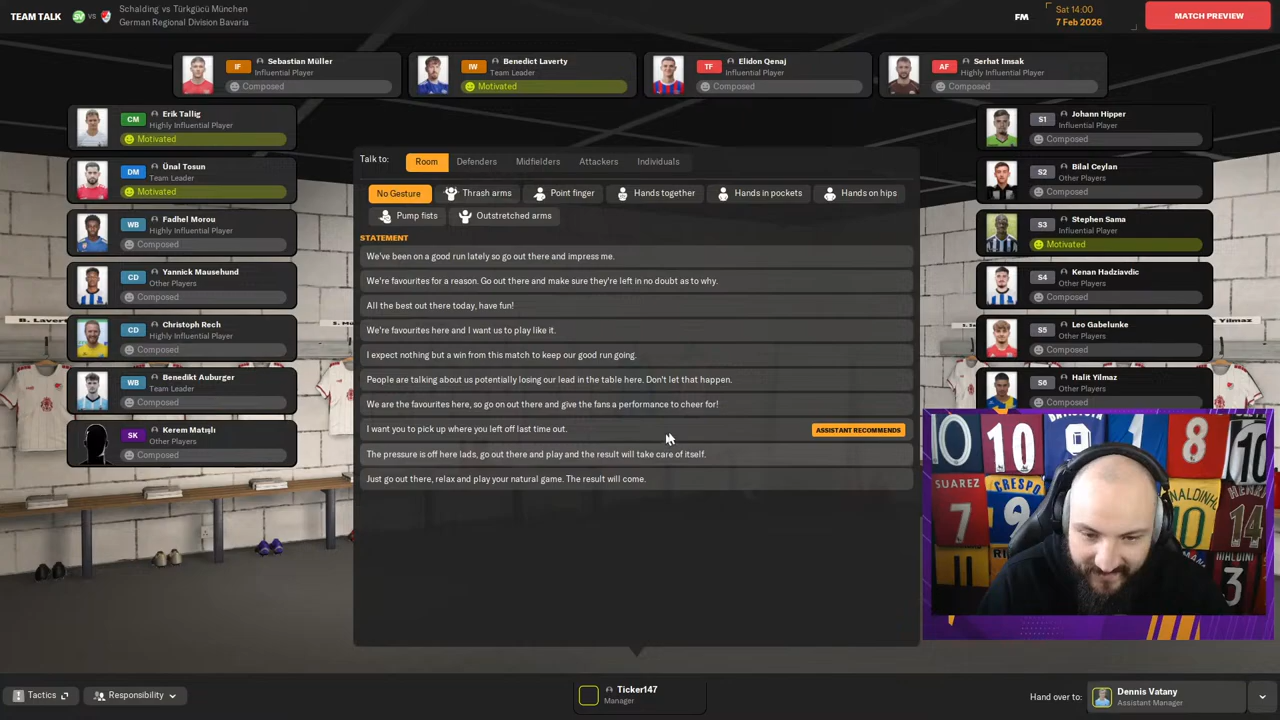 TEAM TALK
SV
vs
Schalding vs Türkgücü München
German Regional Division Bavaria
FM
Sat 14:00
7 Feb 2026
MATCH PREVIEW
IF
Sebastian Müller
Influential Player
Composed
IW
Benedict Laverty
Team Leader
Motivated
TF
Elidon Qenaj
Influential Player
Composed
AF
Serhat Imsak
Highly Influential Player
Composed
CM
Erik Tallig
Highly Influential Player
Motivated
DM
Ünal Tosun
Team Leader
Motivated
WB
Fadhel Morou
Highly Influential Player
Composed
CD
Yannick Mausehund
Other Players
Composed
CD
Christoph Rech
Highly Influential Player
Composed
WB
Benedikt Auburger
Team Leader
Composed
SK
Kerem Matışlı
Other Players
Composed
Talk to:
Room
Defenders
Midfielders
Attackers
Individuals
No Gesture
Thrash arms
Point finger
Hands together
Hands in pockets
Hands on hips
Pump fists
Outstretched arms
STATEMENT
We've been on a good run lately so go out there and impress me.
We're favourites for a reason. Go out there and make sure they're left in no doubt as to why.
All the best out there today, have fun!
We're favourites here and I want us to play like it.
I expect nothing but a win from this match to keep our good run going.
People are talking about us potentially losing our lead in the table here. Don't let that happen.
We are the favourites here, so go on out there and give the fans a performance to cheer for!
I want you to pick up where you left off last time out.
ASSISTANT RECOMMENDS
The pressure is off here lads, go out there and play and the result will take care of itself.
Just go out there, relax and play your natural game. The result will come.
S1
Johann Hipper
Influential Player
Composed
S2
Bilal Ceylan
Other Players
Composed
S3
Stephen Sama
Influential Player
Motivated
S4
Kenan Hadziavdic
Other Players
Composed
S5
Leo Gabelunke
Other Players
Composed
S6
Halit Yilmaz
Other Players
B. Laverty
Yilmaz
10
10
8
11
SUAREZ
7
CRESPO
9
10
14
3
Tactics
Responsibility
Ticker147
Manager
Hand over to:
Dennis Vatany
Assistant Manager